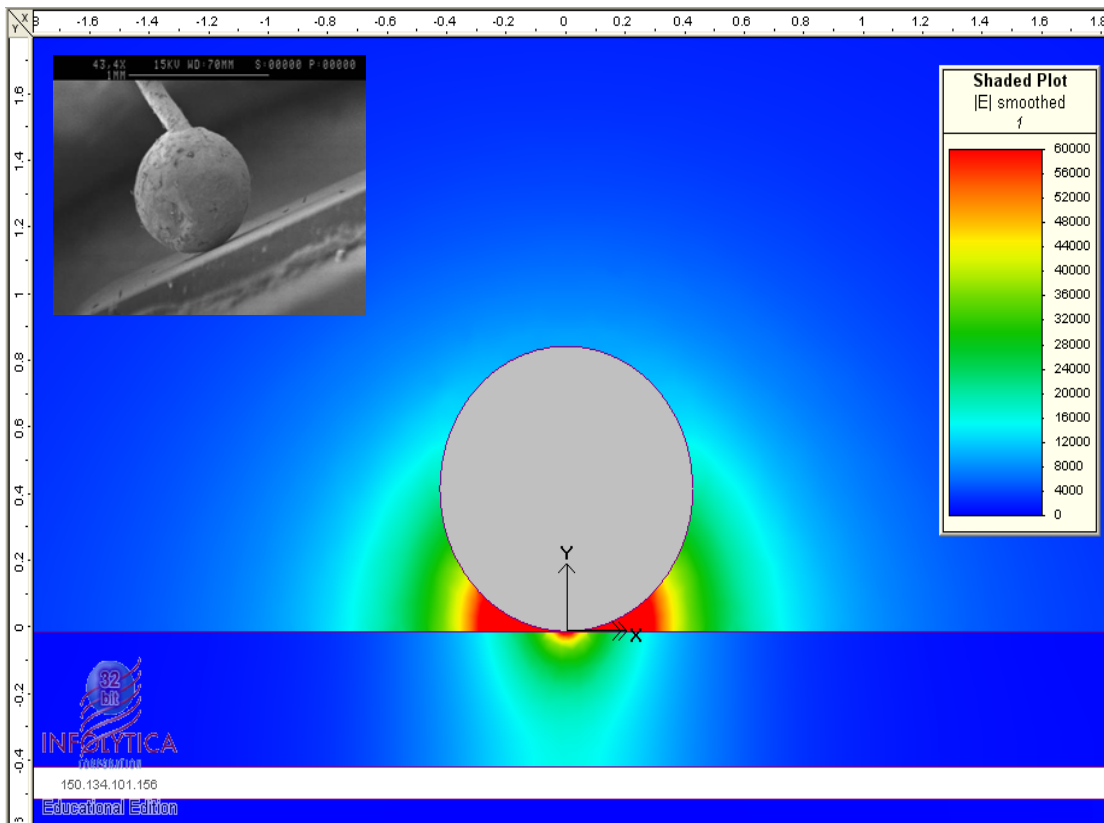 X
Y
8 -1.6 -1.4 -1.2 -1 -0.8 -0.6 -0.4 -0.2 0 0.2 0.4 0.6 0.8 1 1.2 1.4 1.6 1.8
1.6
1.4
1.2
1
0.8
0.6
0.4
0.2
0
-0.2
-0.4
43.4X 15KV WD:70MM S:00000 P:00000
1MM
Shaded Plot
|E| smoothed
1
60000
56000
52000
48000
44000
40000
36000
32000
28000
24000
20000
16000
12000
8000
4000
0
Y
X
32
bit
INFOLYTICA
CORPORATION
150.134.101.156
Educational Edition